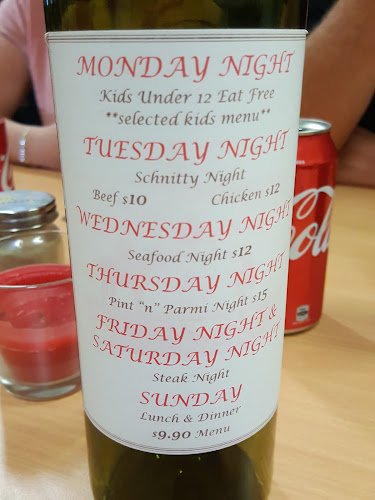 MONDAY NIGHT
Kids Under 12 Eat Free
**selected kids menu**
TUESDAY NIGHT
Schnitty Night
Beef $10 Chicken $12
WEDNESDAY NIGHT
Seafood Night $12
THURSDAY NIGHT
Pint "n" Parmi Night $15
FRIDAY NIGHT &
SATURDAY NIGHT
Steak Night
SUNDAY
Lunch & Dinner
$9.90 Menu